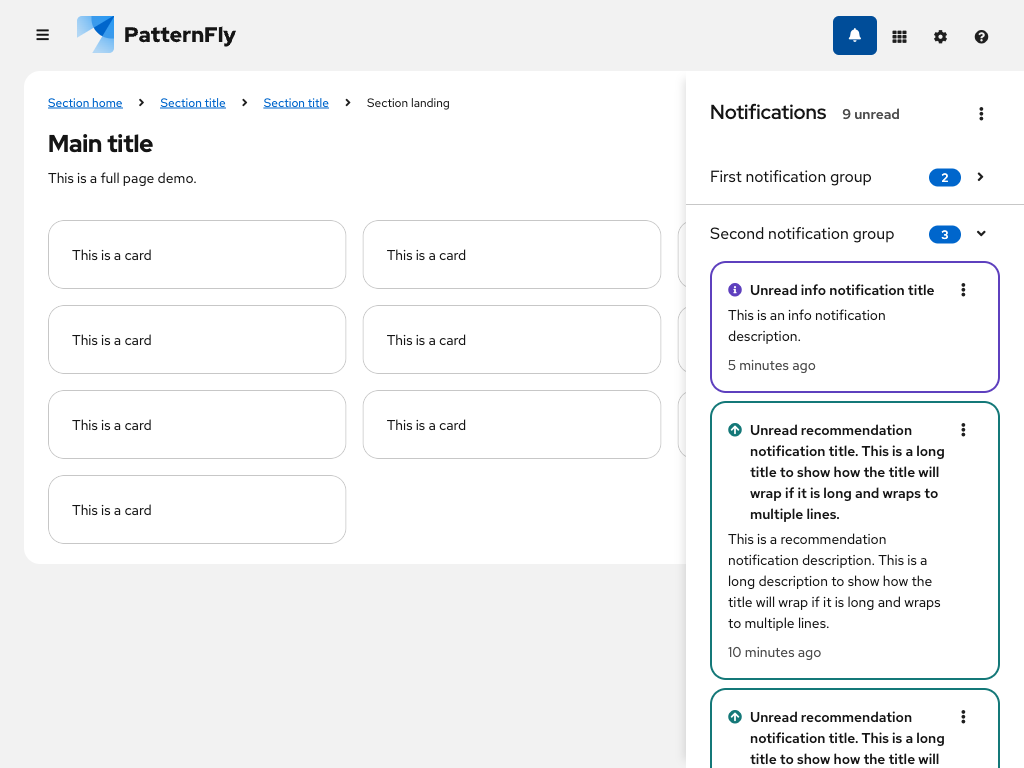 PatternFly
Section home
Section title
Section title
Section landing
Main title
This is a full page demo.
This is a card
This is a card
This is a card
This is a card
This is a card
This is a card
This is a card
Notifications
9 unread
First notification group
2
Second notification group
3
Unread info notification title
This is an info notification
description.
5 minutes ago
Unread recommendation
notification title. This is a long
title to show how the title will
wrap if it is long and wraps to
multiple lines.
This is a recommendation
notification description. This is a
long description to show how the
title will wrap if it is long and wraps
to multiple lines.
10 minutes ago
Unread recommendation
notification title. This is a long
title to show how the title will